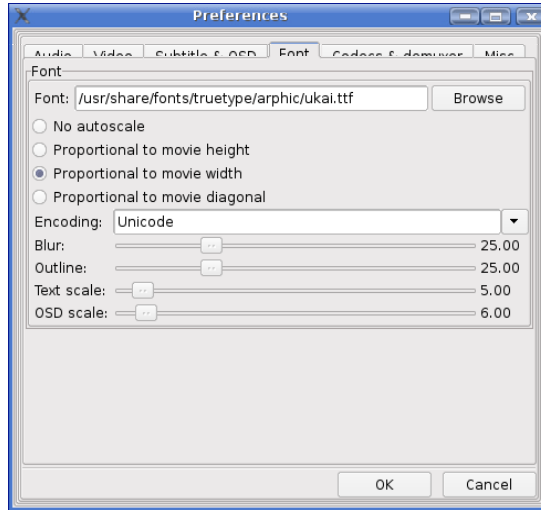 Preferences
Audio Video Subtitle & OSD Font Codecs & demuxer Misc
Font
Font: /usr/share/fonts/truetype/arphic/ukai.ttf Browse
No autoscale
Proportional to movie height
Proportional to movie width
Proportional to movie diagonal
Encoding: Unicode
Blur: 25.00
Outline: 25.00
Text scale: 5.00
OSD scale: 6.00
OK Cancel